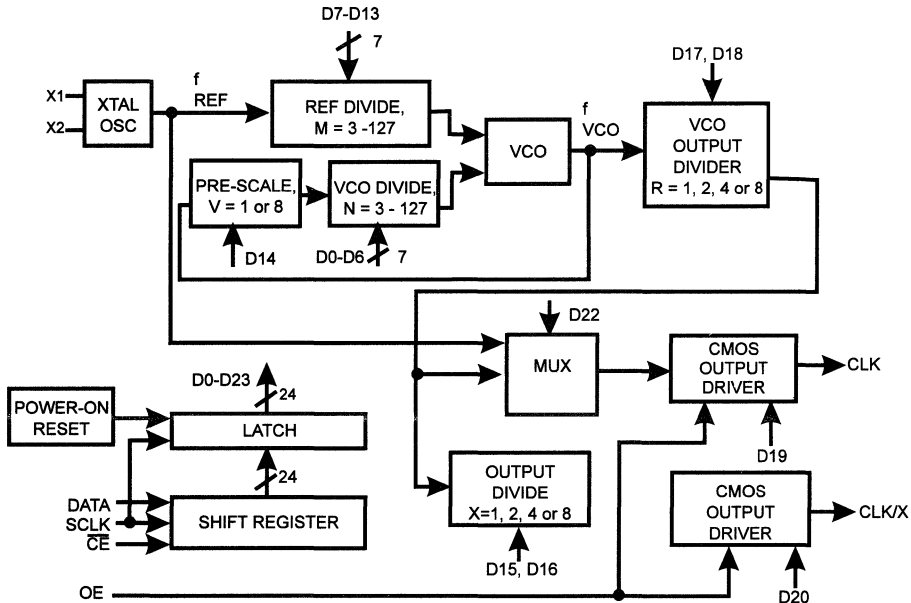 D7-D13
7
D17, D18
f
REF
X1
X2
XTAL
OSC
REF DIVIDE,
M = 3 -127
f
VCO
VCO
VCO
OUTPUT
DIVIDER
R = 1, 2, 4 or 8
PRE-SCALE,
V = 1 or 8
VCO DIVIDE,
N = 3 - 127
D14
D0-D6
7
D22
MUX
CMOS
OUTPUT
DRIVER
CLK
D0-D23
24
POWER-ON
RESET
LATCH
D19
24
OUTPUT
DIVIDE
X=1, 2, 4 or 8
CMOS
OUTPUT
DRIVER
CLK/X
DATA
SCLK
CE
SHIFT REGISTER
D15, D16
OE
D20